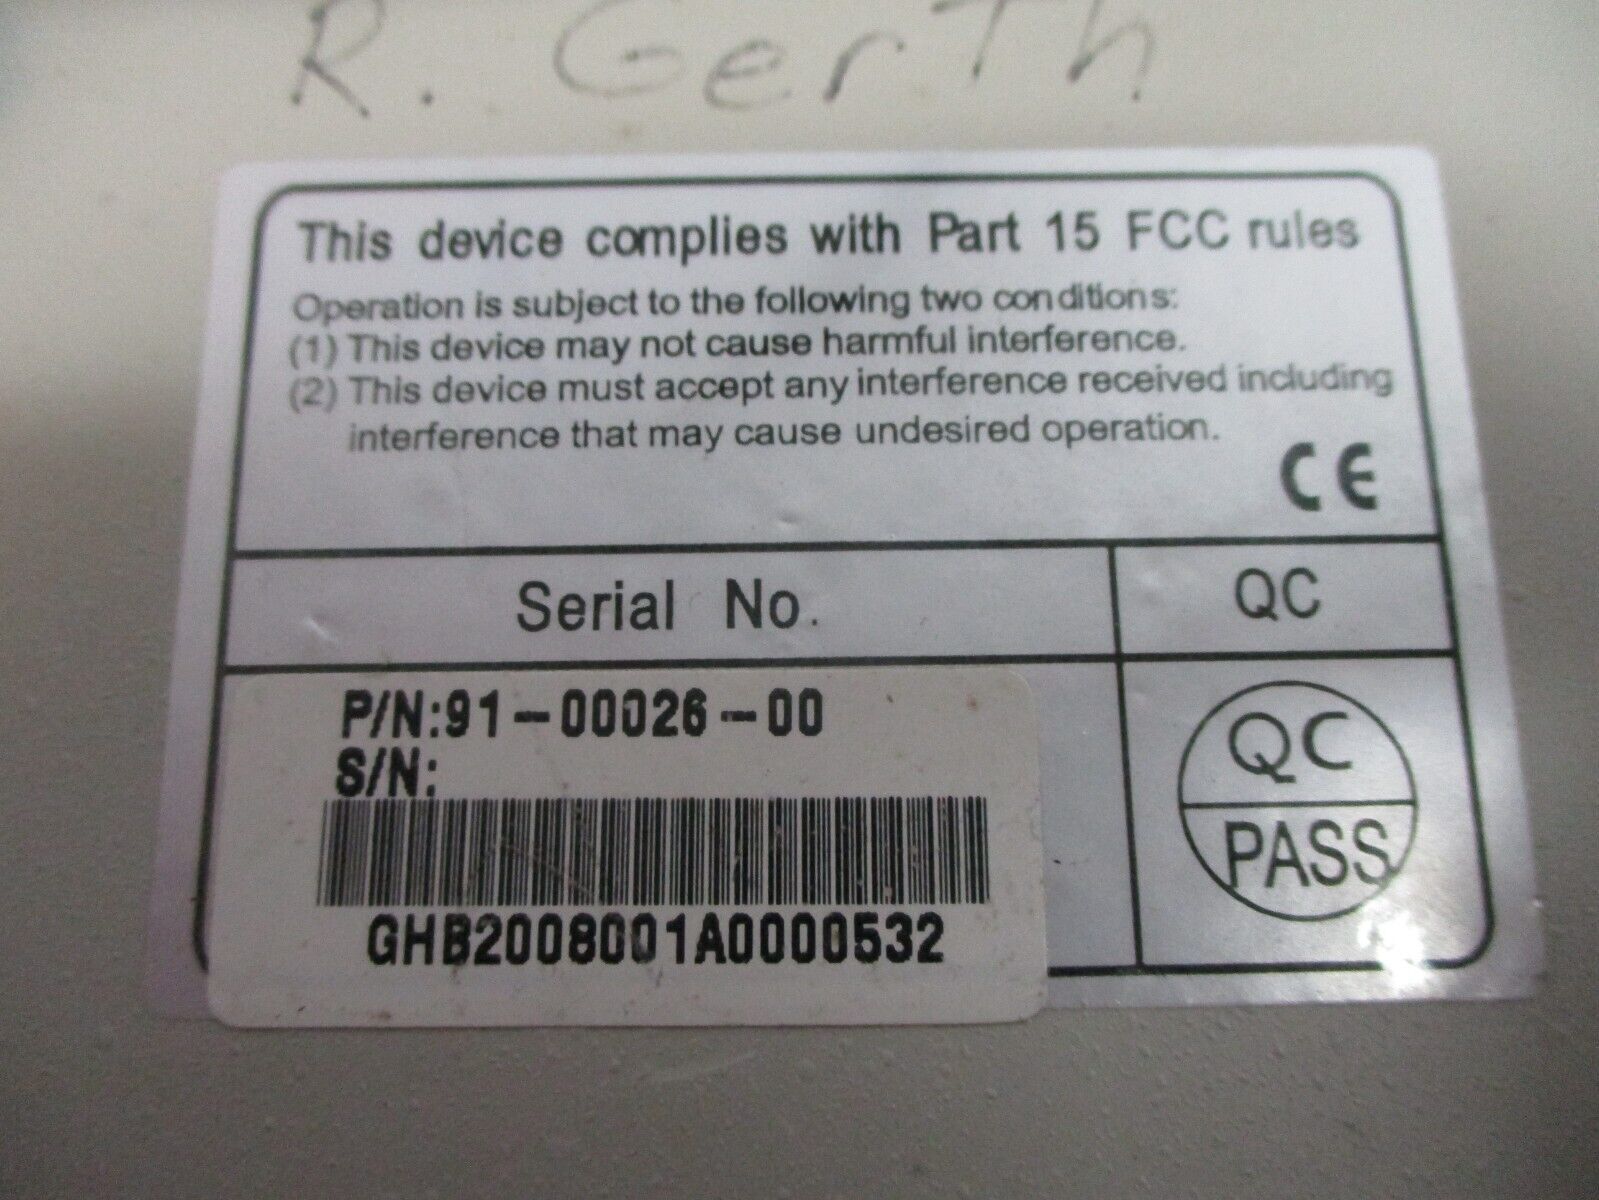 R. Gerth
This device complies with Part 15 FCC rules
Operation is subject to the following two conditions:
(1) This device may not cause harmful interference.
(2) This device must accept any interference received including
interference that may cause undesired operation.
CE
Serial No.
QC
P/N:91-00026-00
S/N:
GHB2008001A0000532
QC
PASS